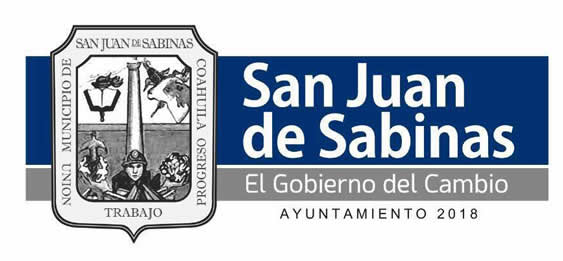 MUNICIPIO DE
SAN JUAN DE SABINAS
COAHUILA
UNION
TRABAJO
PROGRESO
San Juan
de Sabinas
El Gobierno del Cambio
AYUNTAMIENTO 2018